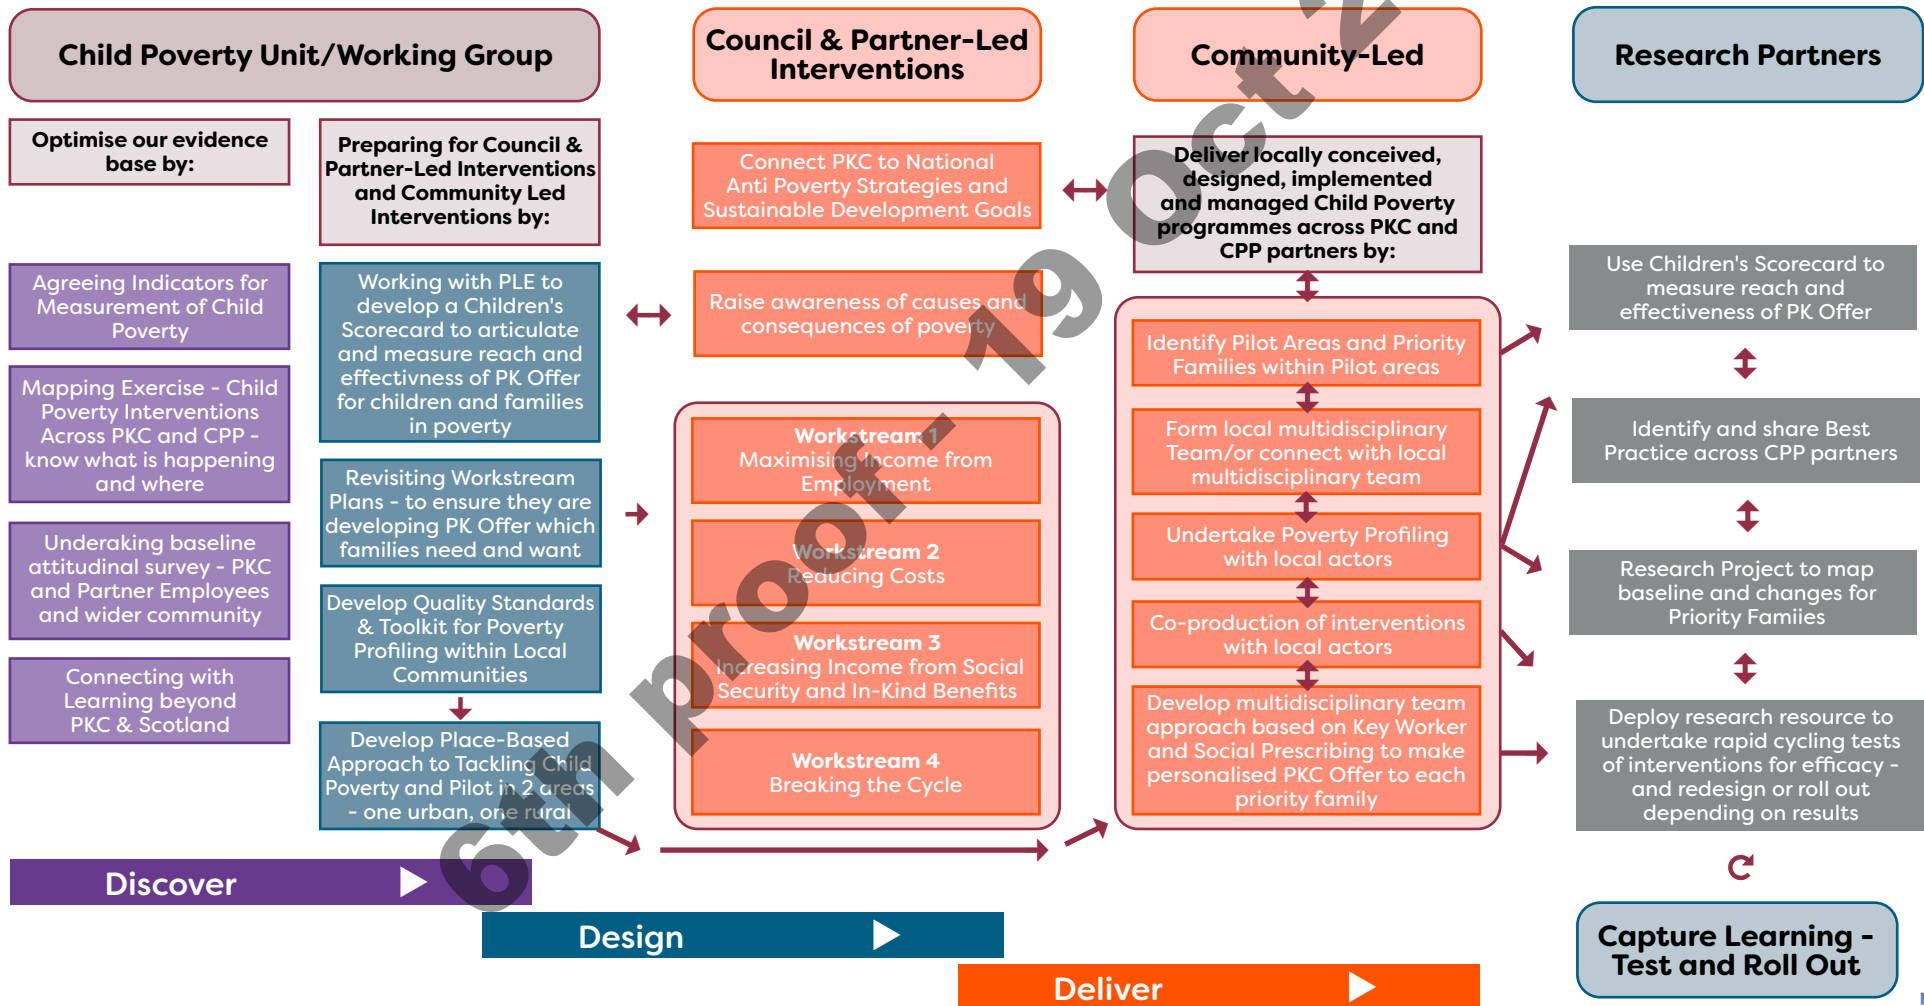 Child Poverty Unit/Working Group
Optimise our evidence
base by:
Agreeing Indicators for
Measurement of Child
Poverty
Mapping Exercise - Child
Poverty Interventions
Across PKC and CPP -
know what is happening
and where
Underaking baseline
attitudinal survey - PKC
and Partner Employees
and wider community
Connecting with
Learning beyond
PKC & Scotland
Preparing for Council &
Partner-Led Interventions
and Community Led
Interventions by:
Working with PLE to
develop a Children's
Scorecard to articulate
and measure reach and
effectivness of PK Offer
for children and families
in poverty
Revisiting Workstream
Plans - to ensure they are
developing PK Offer which
families need and want
Develop Quality Standards
& Toolkit for Poverty
Profiling within Local
Communities
Develop Place-Based
Approach to Tackling Child
Poverty and Pilot in 2 areas
- one urban, one rural
Council & Partner-Led
Interventions
Connect PKC to National
Anti Poverty Strategies and
Sustainable Development Goals
Raise awareness of causes and
consequences of poverty
Workstream 1
Maximising Income from
Employment
Workstream 2
Reducing Costs
Workstream 3
Increasing Income from Social
Security and In-Kind Benefits
Workstream 4
Breaking the Cycle
Community-Led
Deliver locally conceived,
designed, implemented
and managed Child Poverty
programmes across PKC and
CPP partners by:
Identify Pilot Areas and Priority
Families within Pilot areas
Form local multidisciplinary
Team/or connect with local
multidisciplinary team
Undertake Poverty Profiling
with local actors
Co-production of interventions
with local actors
Develop multidisciplinary team
approach based on Key Worker
and Social Prescribing to make
personalised PKC Offer to each
priority family
Research Partners
Use Children's Scorecard to
measure reach and
effectiveness of PK Offer
Identify and share Best
Practice across CPP partners
Research Project to map
baseline and changes for
Priority Famiies
Deploy research resource to
undertake rapid cycling tests
of interventions for efficacy -
and redesign or roll out
depending on results
Capture Learning -
Test and Roll Out
Discover
Design
Deliver
6th proof - 19 Oct 2